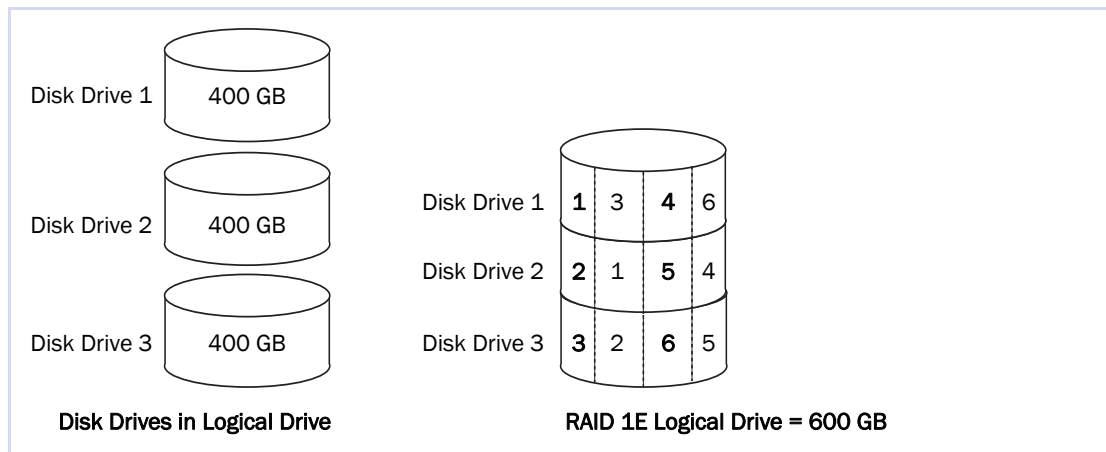 Disk Drive 1
400 GB
Disk Drive 2
400 GB
Disk Drive 3
400 GB
Disk Drives in Logical Drive
Disk Drive 1 1 3 4 6
Disk Drive 2 2 1 5 4
Disk Drive 3 3 2 6 5
RAID 1E Logical Drive = 600 GB